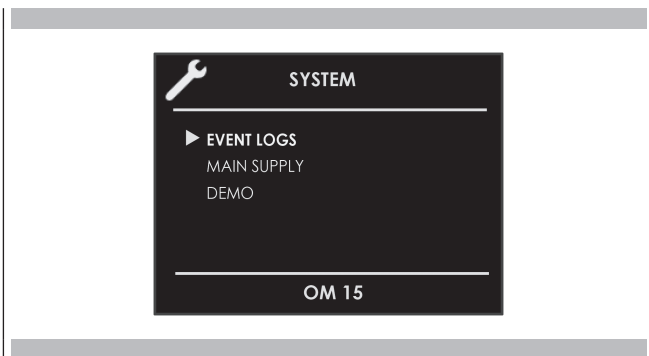 SYSTEM
EVENT LOGS
MAIN SUPPLY
DEMO
OM 15